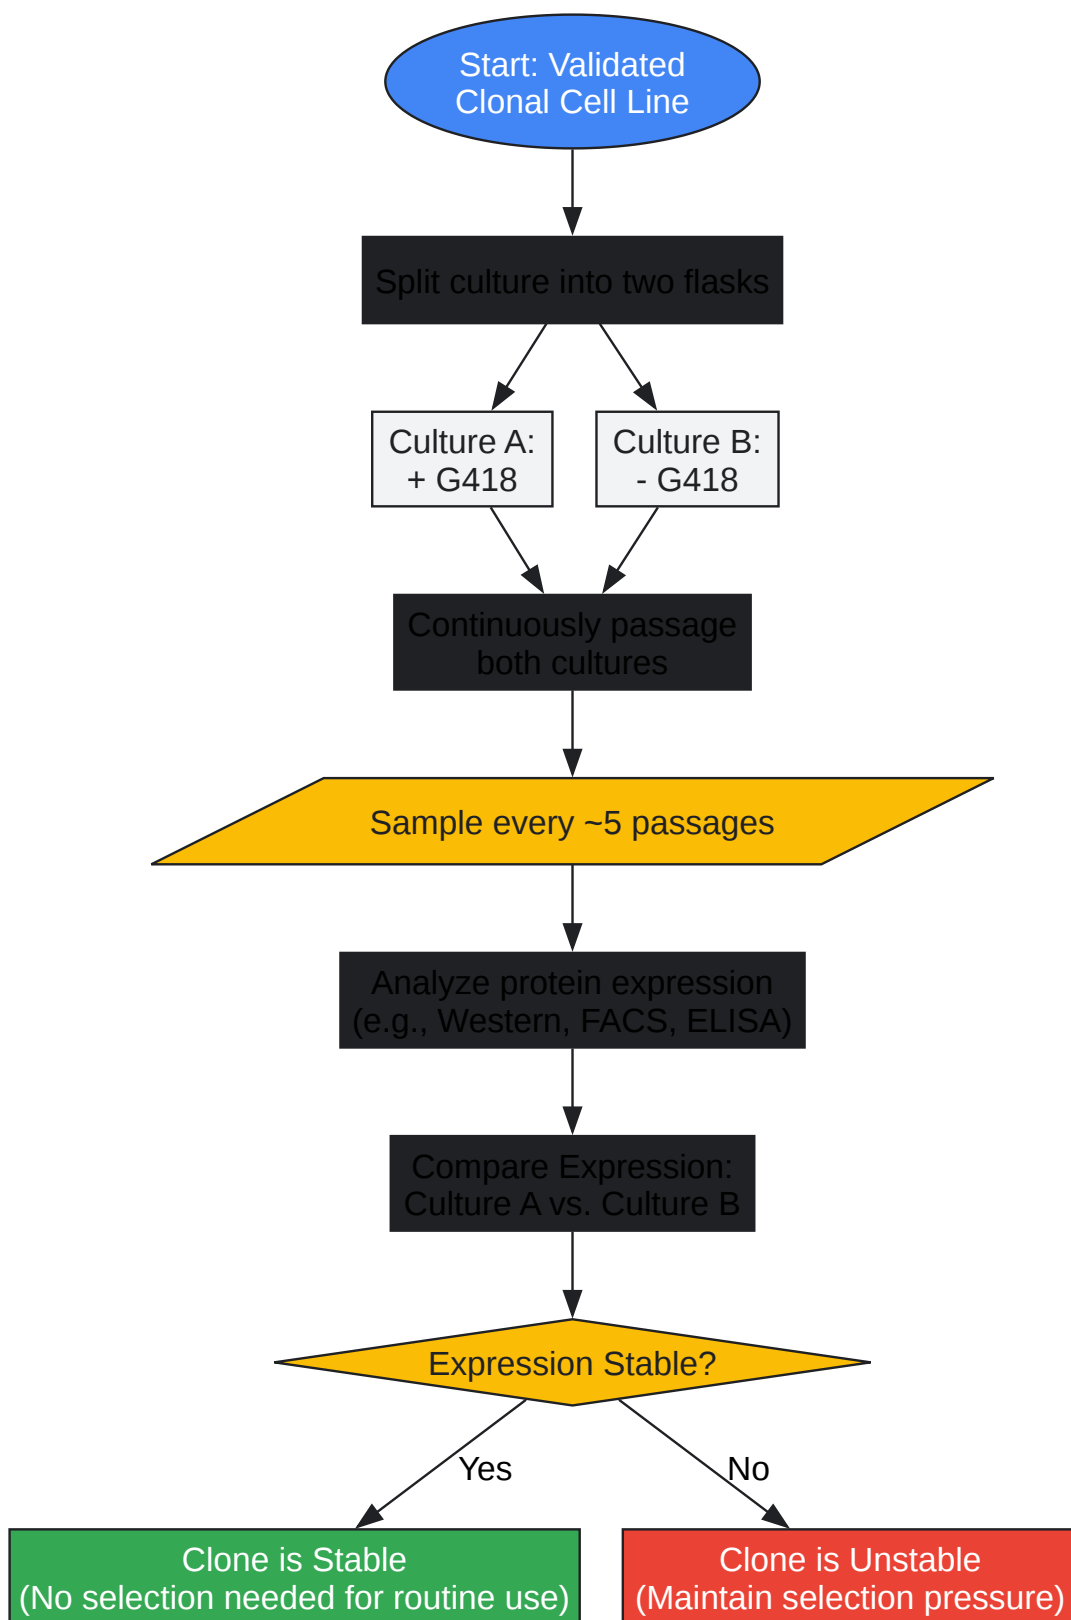 Start: Validated
Clonal Cell Line
Split culture into two flasks
Culture A:
+ G418
Culture B:
- G418
Continuously passage
both cultures
Sample every ~5 passages
Analyze protein expression
(e.g., Western, FACS, ELISA)
Compare Expression:
Culture A vs. Culture B
Expression Stable?
Yes
No
Clone is Stable
(No selection needed for routine use)
Clone is Unstable
(Maintain selection pressure)